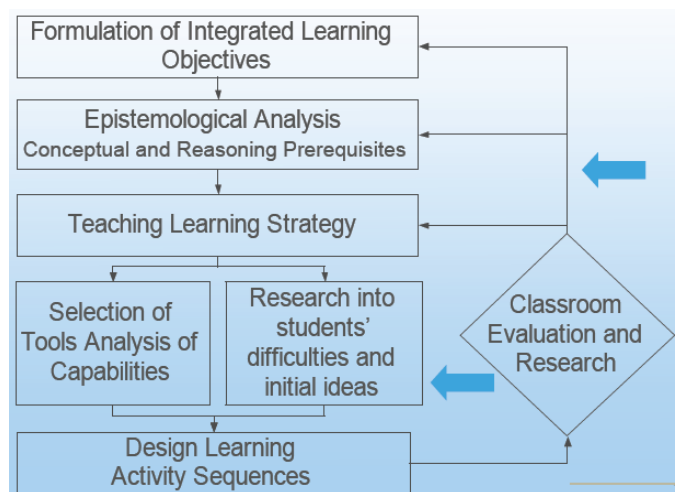 Formulation of Integrated Learning
Objectives
Epistemological Analysis
Conceptual and Reasoning Prerequisites
Teaching Learning Strategy
Selection of
Tools Analysis of
Capabilities
Research into
students’
difficulties and
initial ideas
Classroom
Evaluation and
Research
Design Learning
Activity Sequences